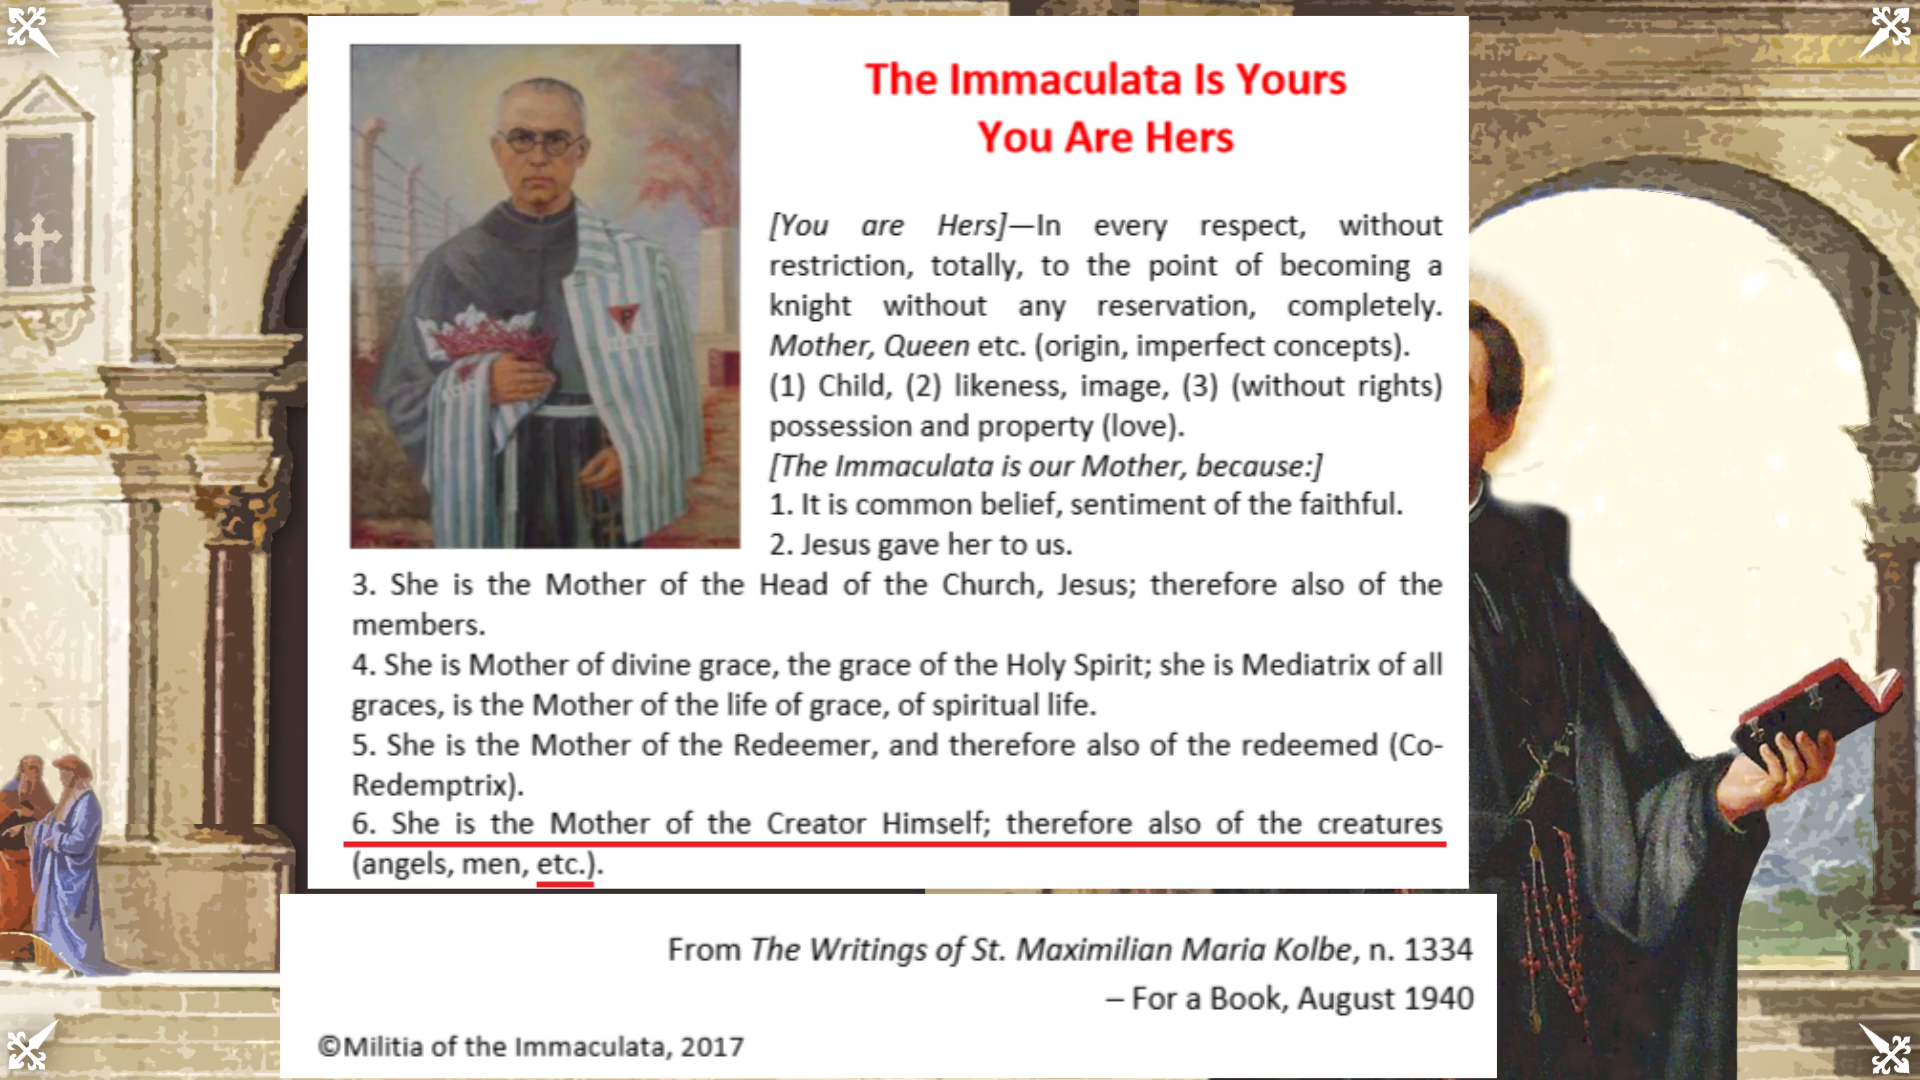 The Immaculata Is Yours
You Are Hers
[You are Hers]—In every respect, without
restriction, totally, to the point of becoming a
knight without any reservation, completely.
Mother, Queen etc. (origin, imperfect concepts).
(1) Child, (2) likeness, image, (3) (without rights)
possession and property (love).
[The Immaculata is our Mother, because:]
1. It is common belief, sentiment of the faithful.
2. Jesus gave her to us.
3. She is the Mother of the Head of the Church, Jesus; therefore also of the
members.
4. She is Mother of divine grace, the grace of the Holy Spirit; she is Mediatrix of all
graces, is the Mother of the life of grace, of spiritual life.
5. She is the Mother of the Redeemer, and therefore also of the redeemed (Co-
Redemptrix).
6. She is the Mother of the Creator Himself; therefore also of the creatures
(angels, men, etc.).
From The Writings of St. Maximilian Maria Kolbe, n. 1334
– For a Book, August 1940
©Militia of the Immaculata, 2017